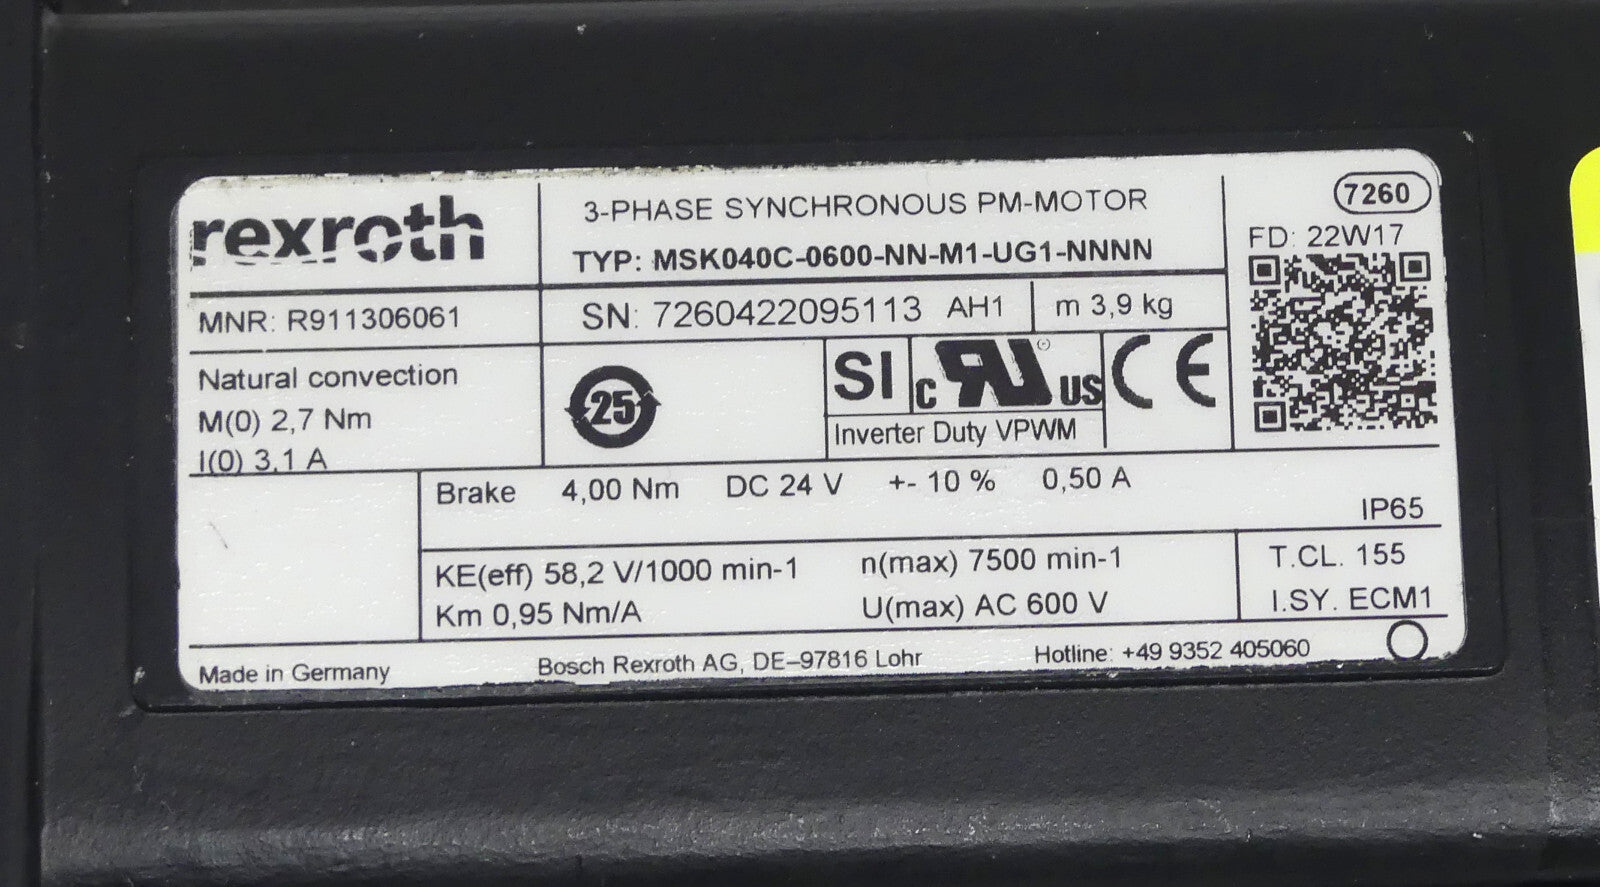 rexroth
3-PHASE SYNCHRONOUS PM-MOTOR
TYP: MSK040C-0600-NN-M1-UG1-NNNN
7260
FD: 22W17
MNR: R911306061
SN: 7260422095113 AH1
m 3,9 kg
Natural convection
M(0) 2,7 Nm
I(0) 3,1 A
25
SI
c RU US
CE
Inverter Duty VPWM
Brake 4,00 Nm DC 24 V +- 10 % 0,50 A
IP65
KE(eff) 58,2 V/1000 min-1 n(max) 7500 min-1
Km 0,95 Nm/A U(max) AC 600 V
T.CL. 155
I.SY. ECM1
Made in Germany
Bosch Rexroth AG, DE-97816 Lohr
Hotline: +49 9352 405060